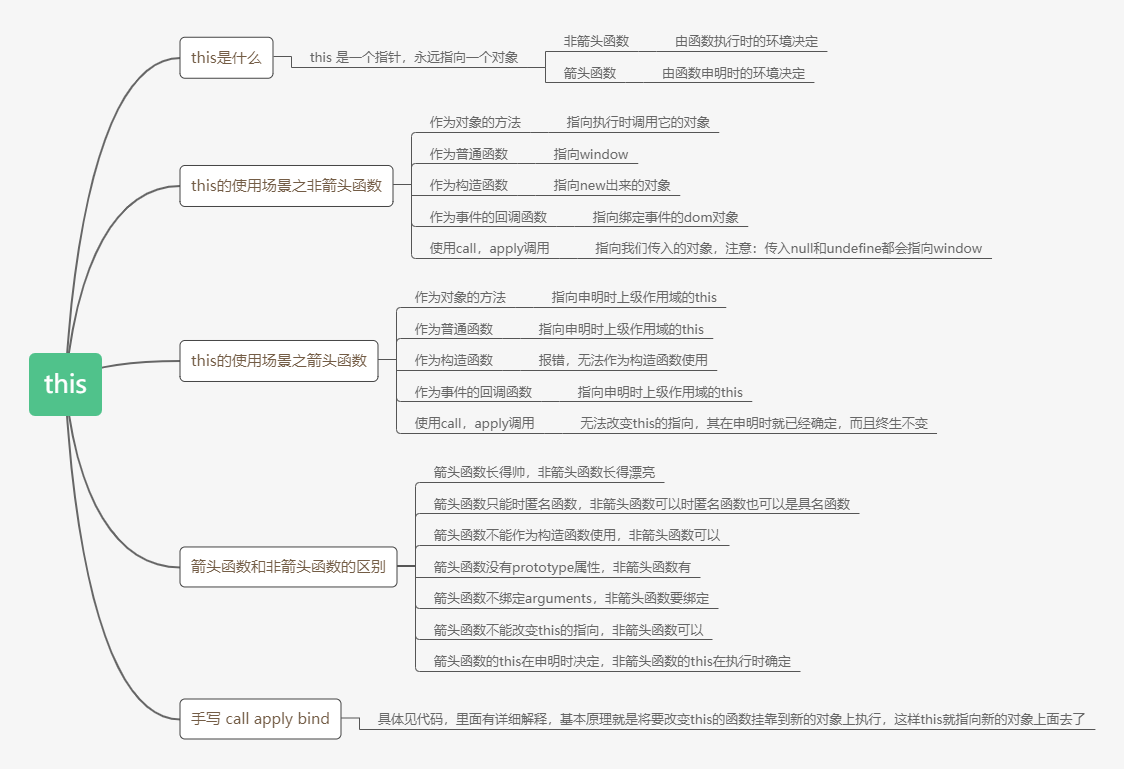 this
this是什么
this 是一个指针，永远指向一个对象
非箭头函数
由函数执行时的环境决定
箭头函数
由函数申明时的环境决定
this的使用场景之非箭头函数
作为对象的方法
指向执行时调用它的对象
作为普通函数
指向window
作为构造函数
指向new出来的对象
作为事件的回调函数
指向绑定事件的dom对象
使用call，apply调用
指向我们传入的对象，注意：传入null和undefine都会指向window
this的使用场景之箭头函数
作为对象的方法
指向申明时上级作用域的this
作为普通函数
指向申明时上级作用域的this
作为构造函数
报错，无法作为构造函数使用
作为事件的回调函数
指向申明时上级作用域的this
使用call，apply调用
无法改变this的指向，其在申明时就已经确定，而且终生不变
箭头函数和非箭头函数的区别
箭头函数长得帅，非箭头函数长得漂亮
箭头函数只能时匿名函数，非箭头函数可以时匿名函数也可以是具名函数
箭头函数不能作为构造函数使用，非箭头函数可以
箭头函数没有prototype属性，非箭头函数有
箭头函数不绑定arguments，非箭头函数要绑定
箭头函数不能改变this的指向，非箭头函数可以
箭头函数的this在申明时决定，非箭头函数的this在执行时确定
手写 call apply bind
具体见代码，里面有详细解释，基本原理就是将要改变this的函数挂靠到新的对象上执行，这样this就指向新的对象上面去了